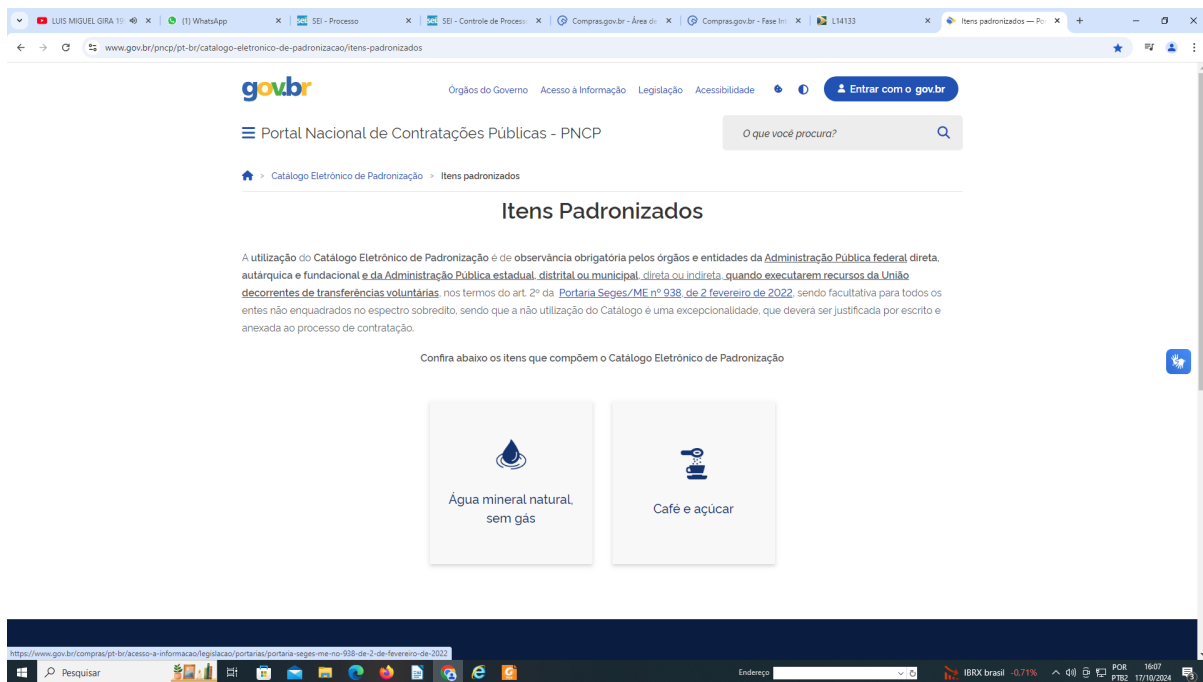 LUIS MIGUEL GIRA 19
(1) WhatsApp
SEI - Processo
SEI - Controle de Process
Compras.gov.br - Área de
Compras.gov.br - Fase In
L14133
Itens padronizados — Po
www.gov.br/pncp/pt-br/catalogo-eletronico-de-padronizacao/itens-padronizados
gov.br
Órgãos do Governo Acesso à Informação Legislação Acessibilidade Entrar com o gov.br
Portal Nacional de Contratações Públicas - PNCP
O que você procura?
> Catálogo Eletrônico de Padronização > Itens padronizados
Itens Padronizados
A utilização do Catálogo Eletrônico de Padronização é de observância obrigatória pelos órgãos e entidades da Administração Pública federal direta,
autárquica e fundacional e da Administração Pública estadual, distrital ou municipal, direta ou indireta, quando executarem recursos da União
decorrentes de transferências voluntárias, nos termos do art. 2º da Portaria Seges/ME nº 938, de 2 fevereiro de 2022, sendo facultativa para todos os
entes não enquadrados no espectro sobredito, sendo que a não utilização do Catálogo é uma excepcionalidade, que deverá ser justificada por escrito e
anexada ao processo de contratação.
Confira abaixo os itens que compõem o Catálogo Eletrônico de Padronização
Água mineral natural,
sem gás
Café e açúcar
https://www.gov.br/compras/pt-br/acesso-a-informacao/legislacao/portarias/portaria-seges-me-no-938-de-2-de-fevereiro-de-2022
Pesquisar
Endereço
IBRX brasil -0,71%
POR
PTB2
16:07
17/10/2024